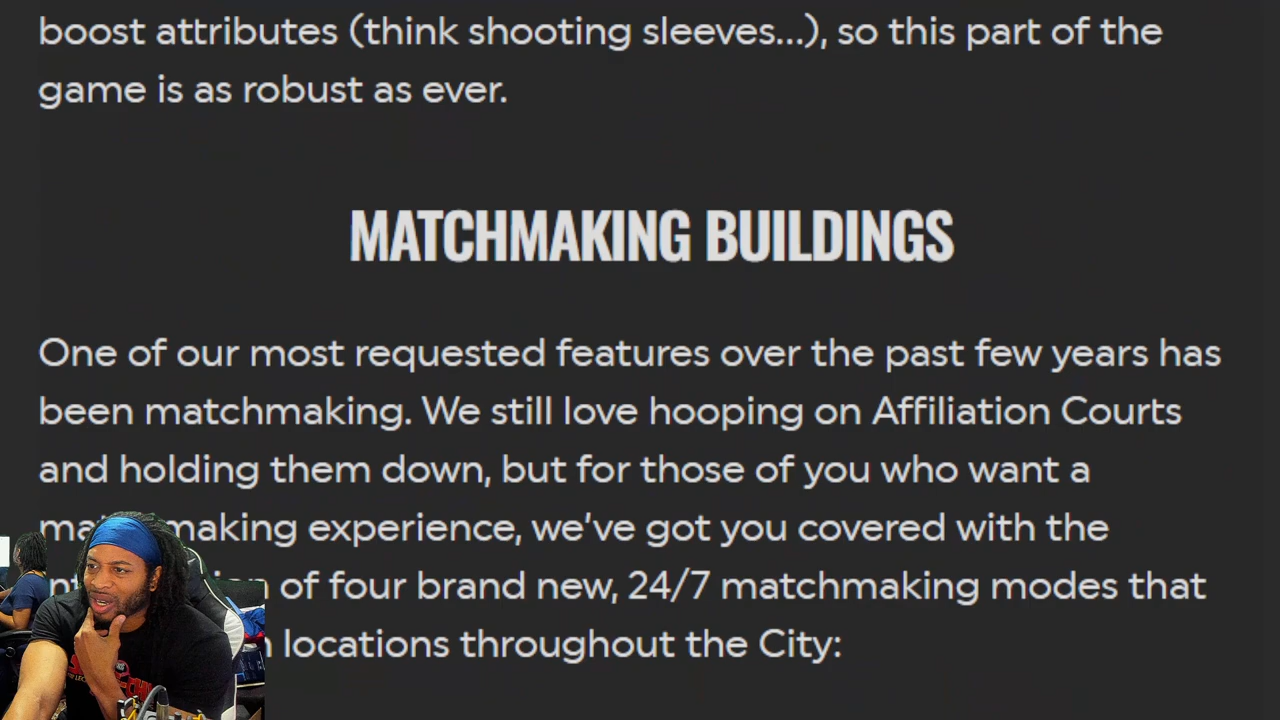 boost attributes (think shooting sleeves...), so this part of the
game is as robust as ever.
MATCHMAKING BUILDINGS
One of our most requested features over the past few years has
been matchmaking. We still love hooping on Affiliation Courts
and holding them down, but for those of you who want a
matchmaking experience, we've got you covered with the
of four brand new, 24/7 matchmaking modes that
locations throughout the City: